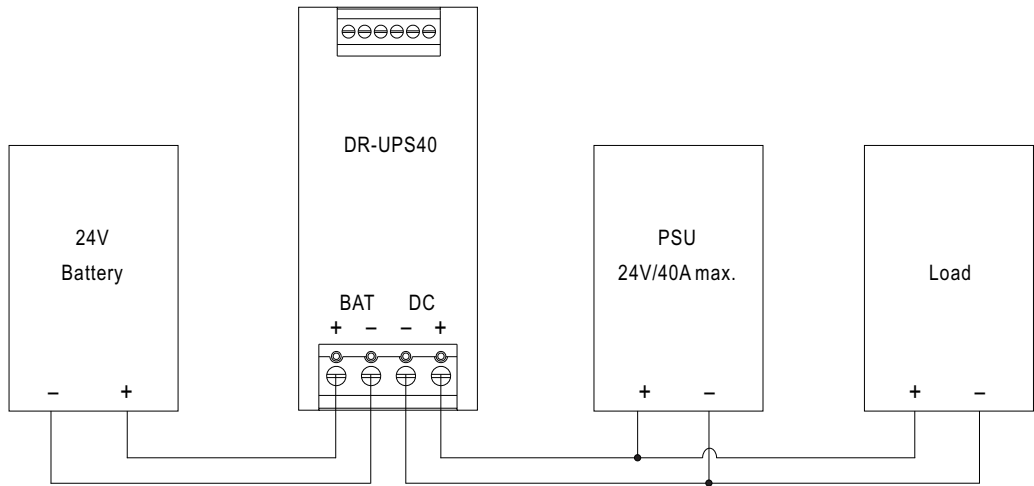 DR-UPS40
24V
Battery
BAT DC
+ − − +
− +
PSU
24V/40A max.
+ −
Load
+ −